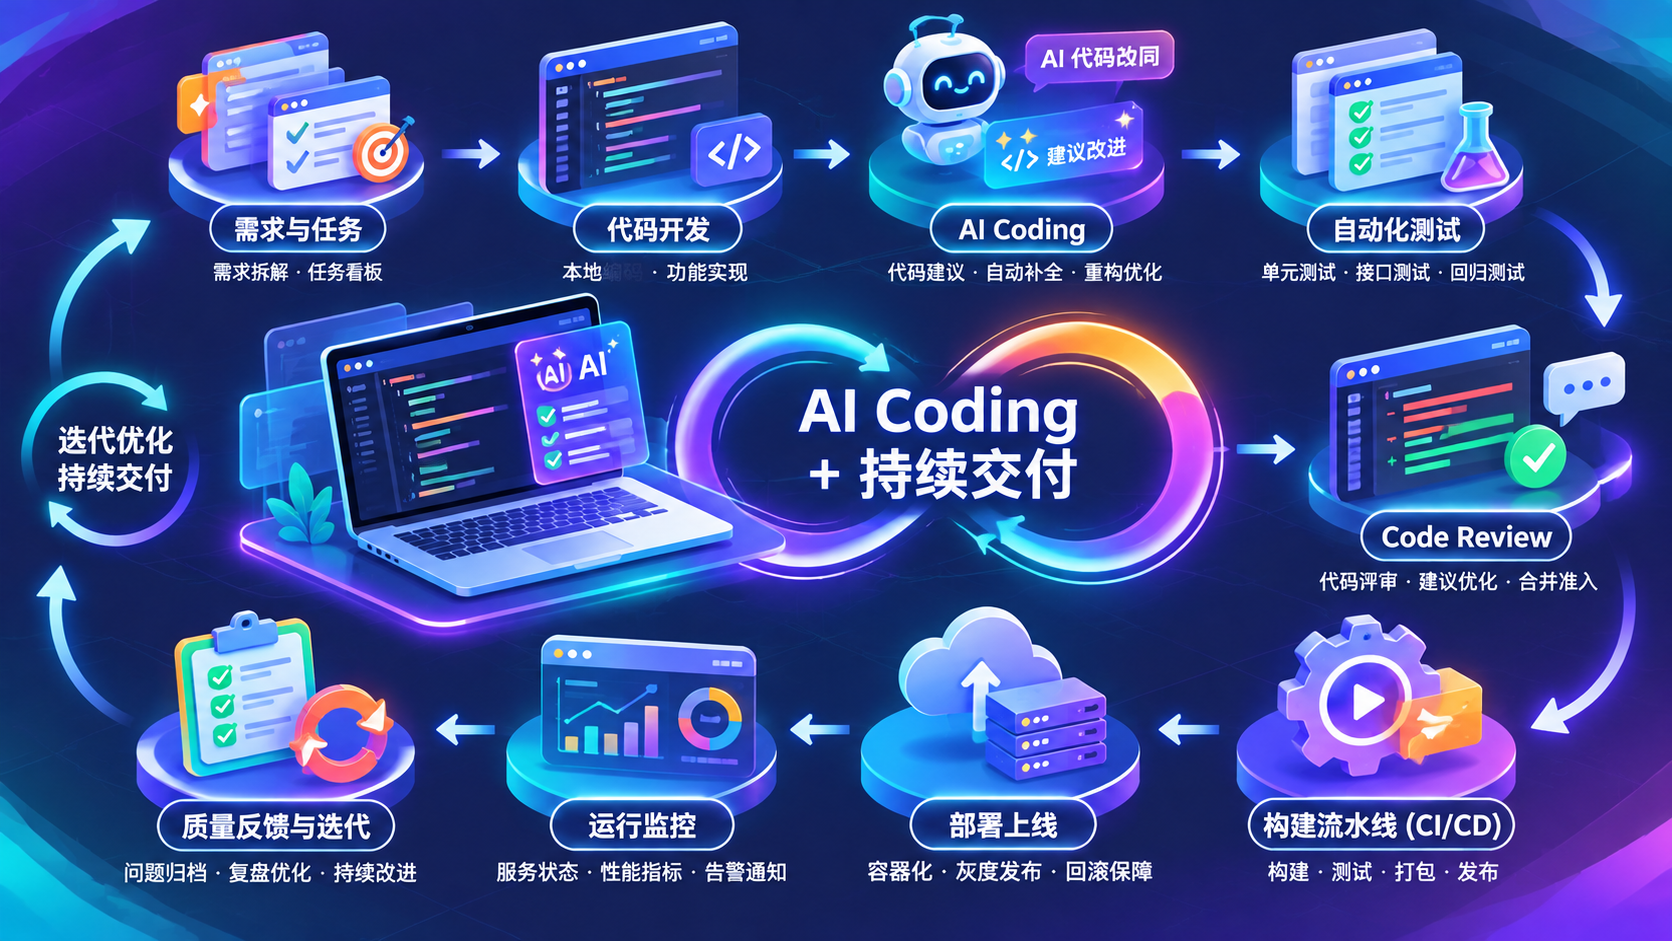 AI 代码改同
</> 建议改进
</>
需求与任务
需求拆解 · 任务看板
代码开发
本地 · 功能实现
AI Coding
代码建议 · 自动补全 · 重构优化
自动化测试
单元测试 · 接口测试 · 回归测试
迭代优化
持续交付
AI AI
AI Coding
+ 持续交付
Code Review
代码评审 · 建议优化 · 合并准入
质量反馈与迭代
问题归档 · 复盘优化 · 持续改进
运行监控
服务状态 · 性能指标 · 告警通知
部署上线
容器化 · 灰度发布 · 回滚保障
构建流水线 (CI/CD)
构建 · 测试 · 打包 · 发布